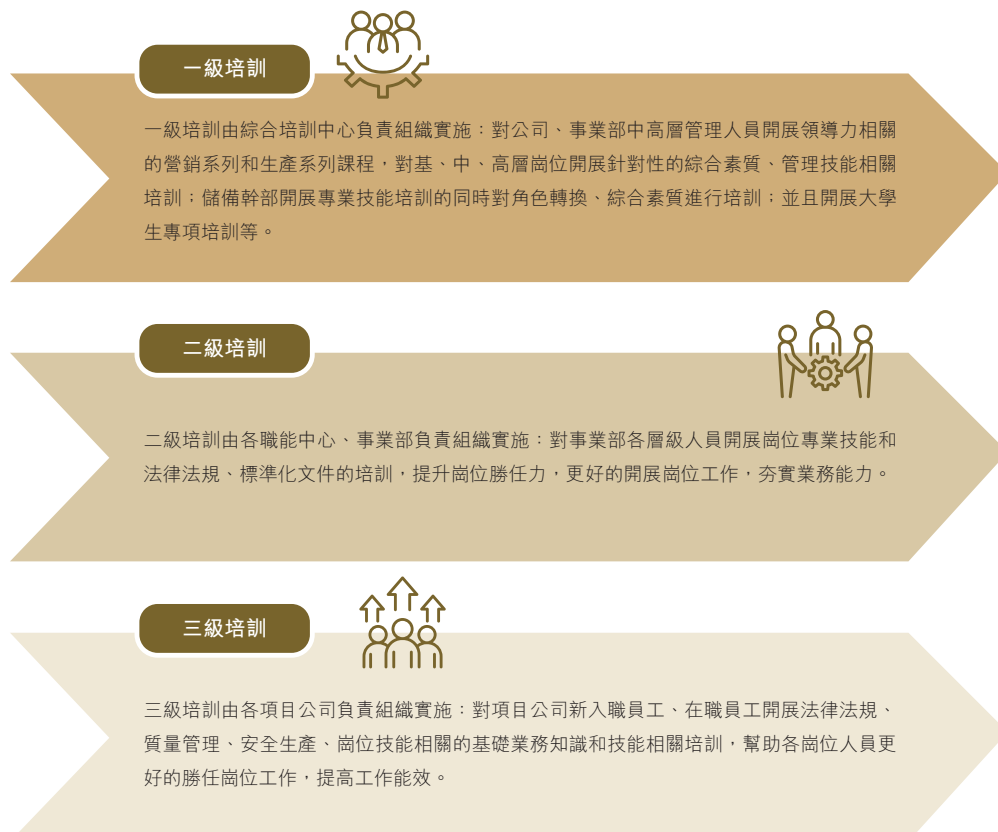 一級培訓
一級培訓由綜合培訓中心負責組織實施：對公司、事業部中高層管理人員開展領導力相關
的營銷系列和生產系列課程，對基、中、高層崗位開展針對性的綜合素質、管理技能相關
培訓；儲備幹部開展專業技能培訓的同時對角色轉換、綜合素質進行培訓；並且開展大學
生專項培訓等。
二級培訓
二級培訓由各職能中心、事業部負責組織實施：對事業部各層級人員開展崗位專業技能和
法律法規、標準化文件的培訓，提升崗位勝任力，更好的開展崗位工作，夯實業務能力。
三級培訓
三級培訓由各項目公司負責組織實施：對項目公司新入職員工、在職員工開展法律法規、
質量管理、安全生產、崗位技能相關的基礎業務知識和技能相關培訓，幫助各崗位人員更
好的勝任崗位工作，提高工作能效。